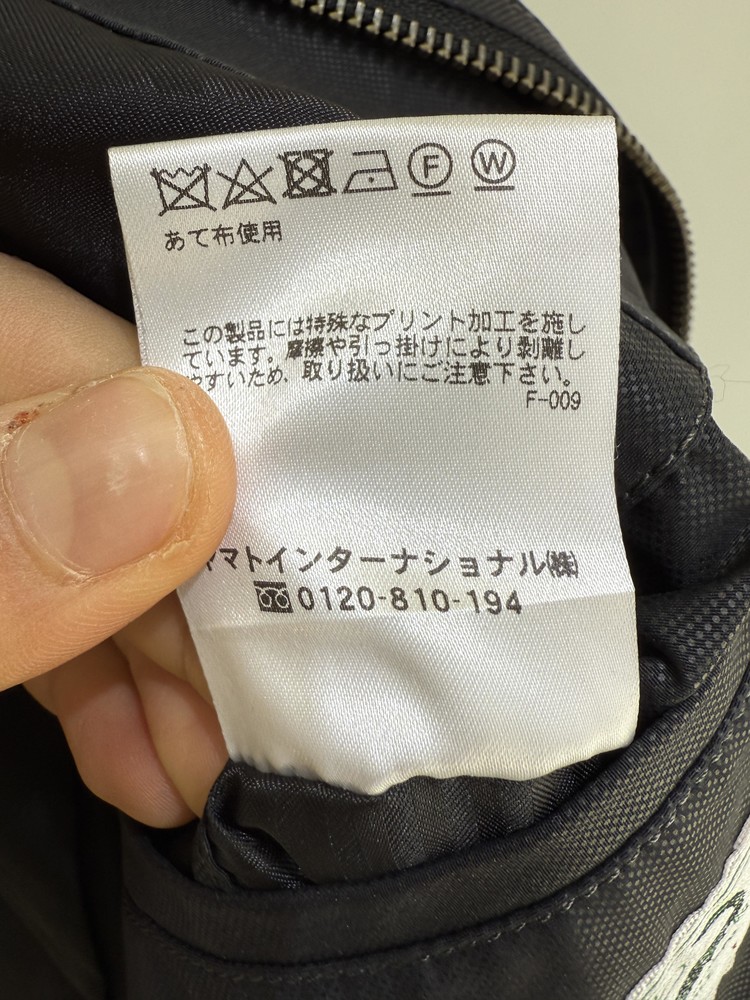 F W
あて布使用
この製品には特殊なプリント加工を施し
ています。摩擦や引っ掛けにより剥離し
やすいため、取り扱いにご注意下さい。
F-009
ヤマトインターナショナル㈱
0120-810-194